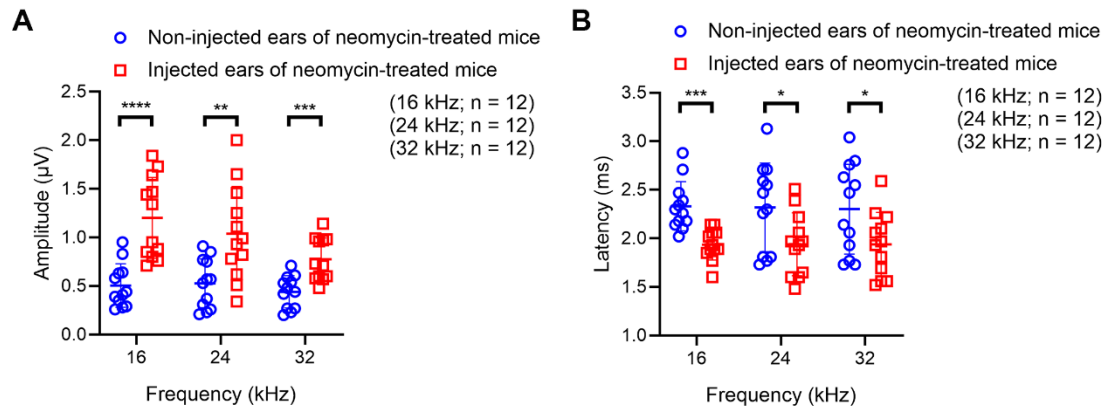 A
Non-injected ears of neomycin-treated mice
Injected ears of neomycin-treated mice
(16 kHz; n = 12)
(24 kHz; n = 12)
(32 kHz; n = 12)
**** ** ***
2.5
2.0
1.5
1.0
0.5
0.0
Amplitude (µV)
16 24 32
Frequency (kHz)
B
Non-injected ears of neomycin-treated mice
Injected ears of neomycin-treated mice
(16 kHz; n = 12)
(24 kHz; n = 12)
(32 kHz; n = 12)
*** * *
3.5
3.0
2.5
2.0
1.5
1.0
Latency (ms)
16 24 32
Frequency (kHz)